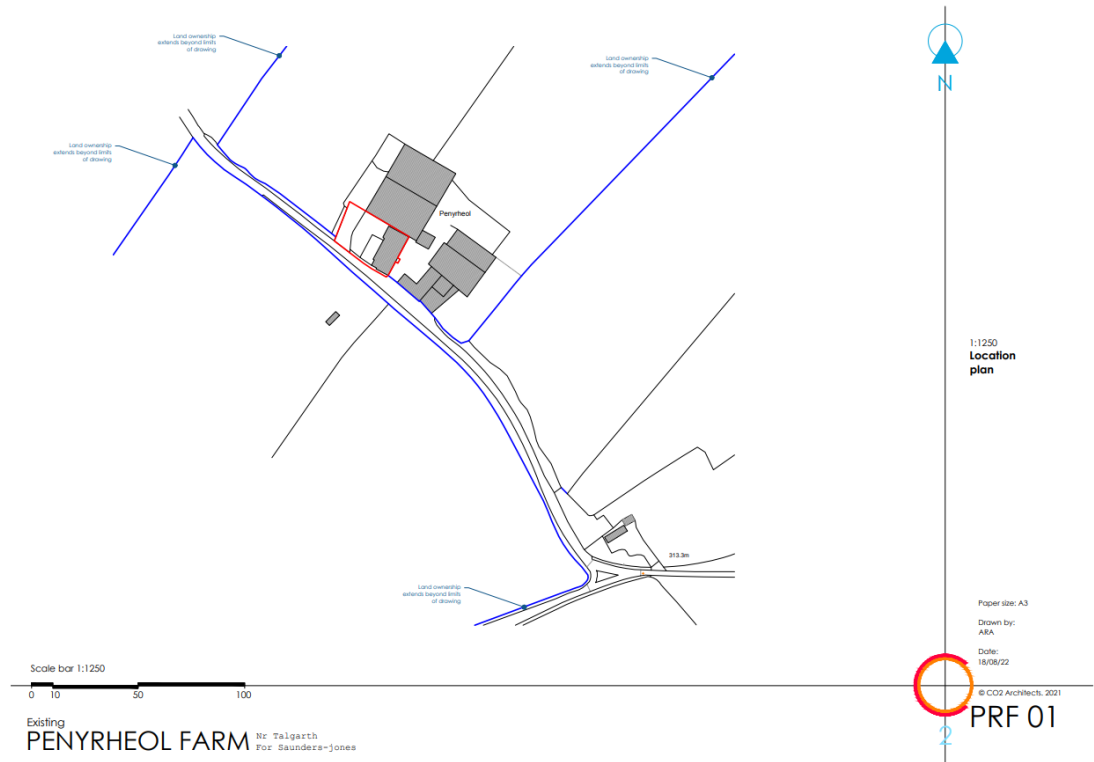 Land ownership
extends beyond limits
of drawing
Land ownership
extends beyond limits
of drawing
N
Land ownership
extends beyond limits
of drawing
Penyrheol
1:1250
Location
plan
313.3m
Land ownership
extends beyond limits
of drawing
Paper size: A3
Drawn by:
ARA
Date:
18/08/22
Scale bar 1:1250
0 10 50 100
© CO2 Architects. 2021
PRF 01
2
Existing
PENYRHEOL FARM
Nr Talgarth
For Saunders-jones